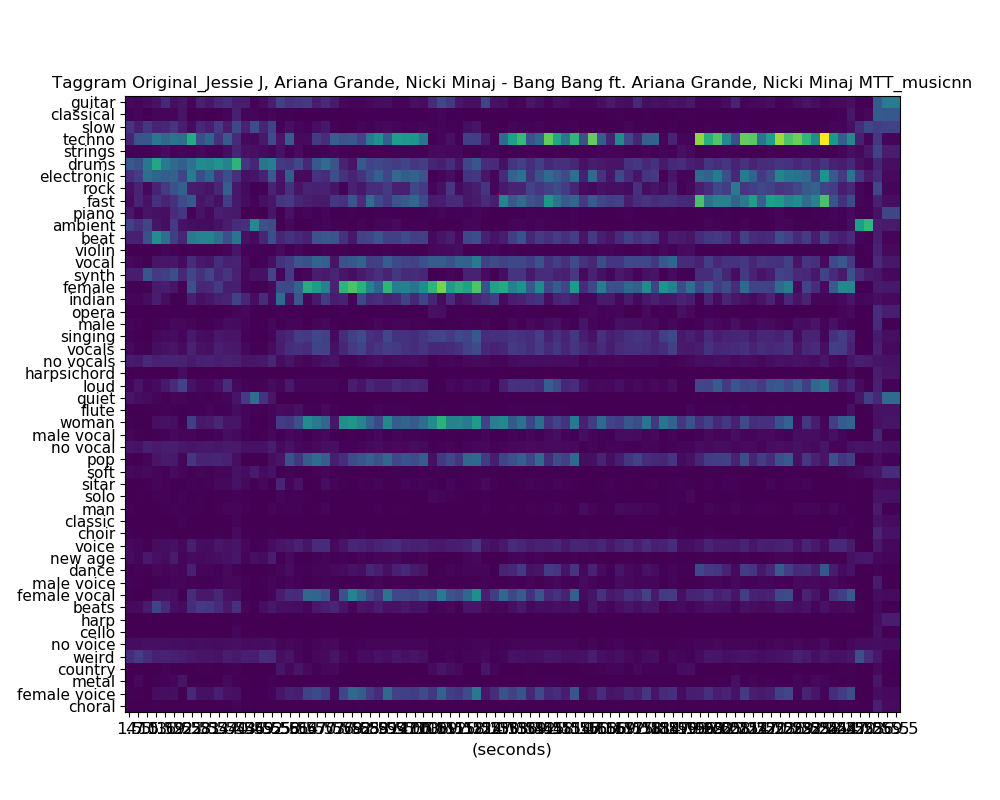 Taggram Original_Jessie J, Ariana Grande, Nicki Minaj - Bang Bang ft. Ariana Grande, Nicki Minaj MTT_musicnn
guitar
classical
slow
techno
strings
drums
electronic
rock
fast
piano
ambient
beat
violin
vocal
synth
female
indian
opera
male
singing
vocals
no vocals
harpsichord
loud
quiet
flute
woman
male vocal
no vocal
pop
soft
sitar
solo
man
classic
choir
voice
new age
dance
male voice
female vocal
beats
harp
cello
no voice
weird
country
metal
female voice
choral
(seconds)